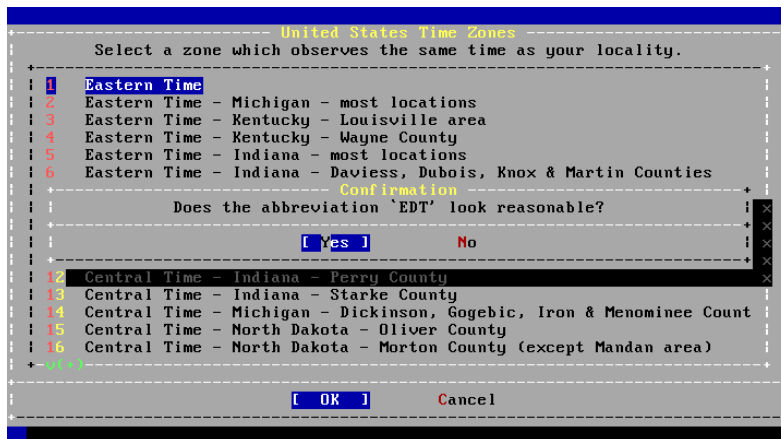 United States Time Zones
Select a zone which observes the same time as your locality.
1 Eastern Time
2 Eastern Time - Michigan - most locations
3 Eastern Time - Kentucky - Louisville area
4 Eastern Time - Kentucky - Wayne County
5 Eastern Time - Indiana - most locations
6 Eastern Time - Indiana - Daviess, Dubois, Knox & Martin Counties
Confirmation
Does the abbreviation `EDT' look reasonable?
[ Yes ] No
12 Central Time - Indiana - Perry County
13 Central Time - Indiana - Starke County
14 Central Time - Michigan - Dickinson, Gogebic, Iron & Menominee Count
15 Central Time - North Dakota - Oliver County
16 Central Time - North Dakota - Morton County (except Mandan area)
v(+)
[ OK ] Cancel